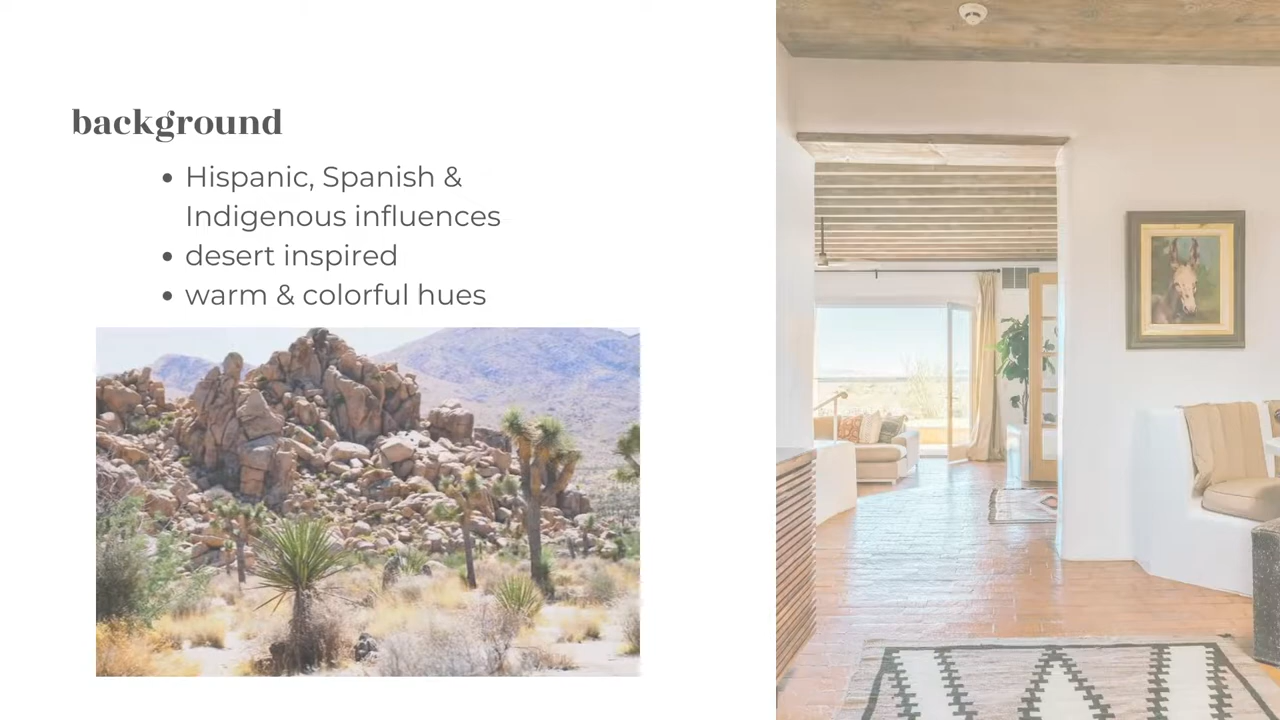 background
• Hispanic, Spanish &
Indigenous influences
• desert inspired
• warm & colorful hues